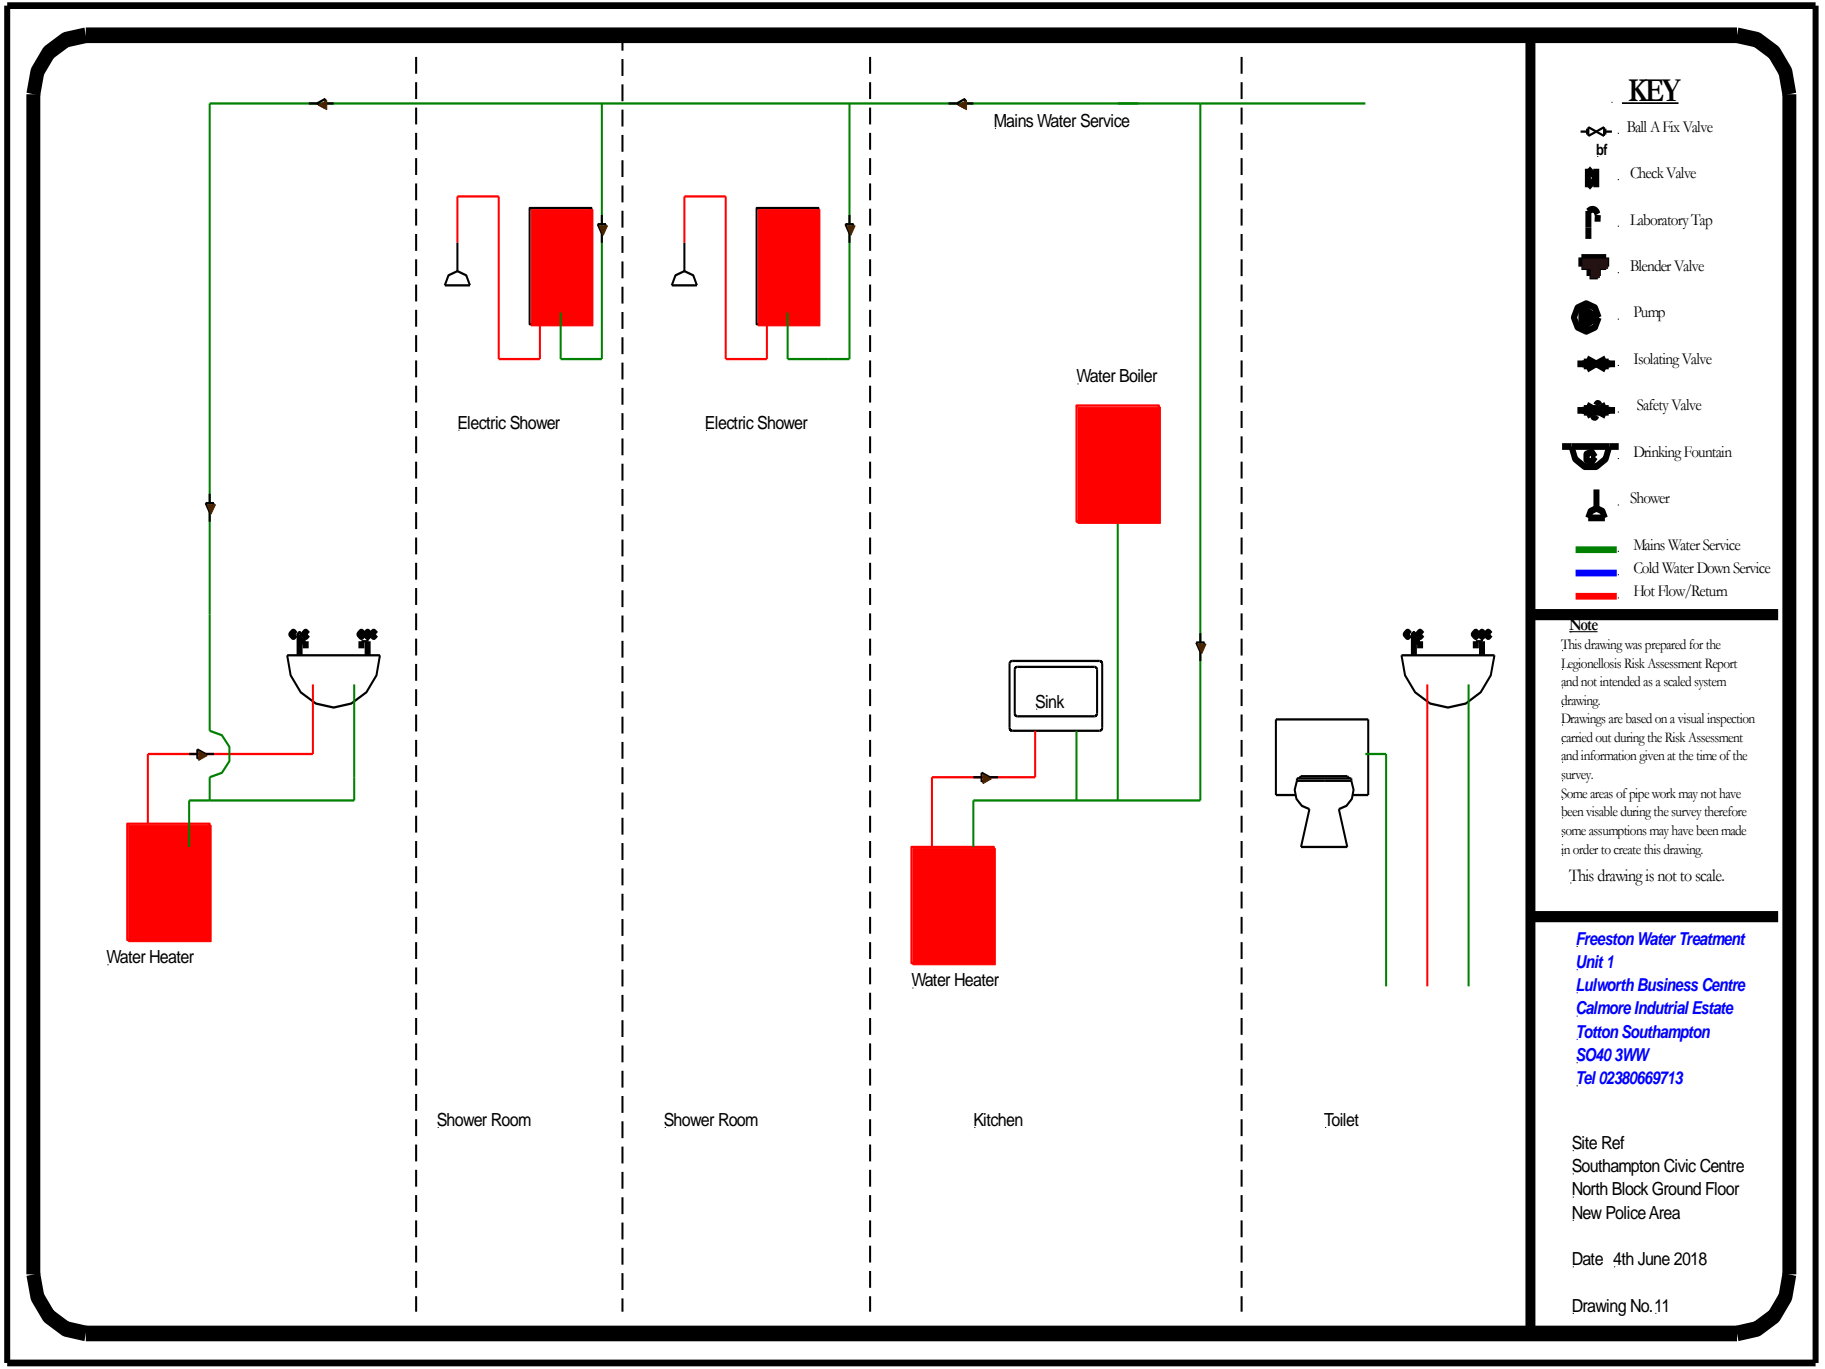 Mains Water Service
Electric Shower
Electric Shower
Water Boiler
Sink
Water Heater
Water Heater
Shower Room
Shower Room
Kitchen
Toilet
KEY
Ball A Fix Valve
bf
Check Valve
Laboratory Tap
Blender Valve
Pump
Isolating Valve
Safety Valve
Drinking Fountain
Shower
Mains Water Service
Cold Water Down Service
Hot Flow/Return
Note
This drawing was prepared for the
Legionellosis Risk Assessment Report
and not intended as a scaled system
drawing.
Drawings are based on a visual inspection
carried out during the Risk Assessment
and information given at the time of the
survey.
Some areas of pipe work may not have
been visable during the survey therefore
some assumptions may have been made
in order to create this drawing.
This drawing is not to scale.
Freeston Water Treatment
Unit 1
Lulworth Business Centre
Calmore Indutrial Estate
Totton Southampton
SO40 3WW
Tel 02380669713
Site Ref
Southampton Civic Centre
North Block Ground Floor
New Police Area
Date 4th June 2018
Drawing No. 11